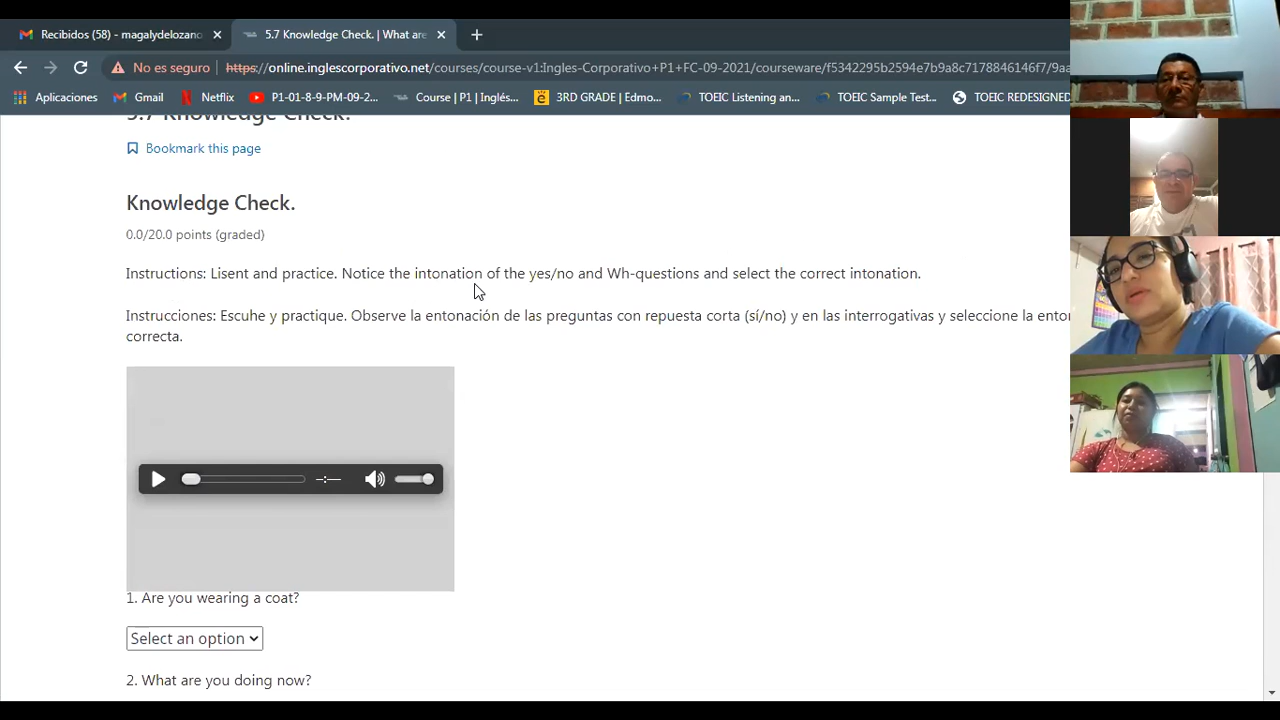 Recibidos (58) - magalydelozano
5.7 Knowledge Check. | What are
No es seguro
https://online.inglescorporativo.net/courses/course-v1:Ingles-Corporativo+P1+FC-09-2021/courseware/f5342295b2594e7b9a8c7178846146f7/9aa
Aplicaciones
Gmail
Netflix
P1-01-8-9-PM-09-2...
Course | P1 | Inglés...
3RD GRADE | Edmo...
TOEIC Listening an...
TOEIC Sample Test...
TOEIC REDESIGNED
5.7 Knowledge Check.
Bookmark this page
Knowledge Check.
0.0/20.0 points (graded)
Instructions: Lisent and practice. Notice the intonation of the yes/no and Wh-questions and select the correct intonation.
Instrucciones: Escuhe y practique. Observe la entonación de las preguntas con repuesta corta (sí/no) y en las interrogativas y seleccione la ento
correcta.
-:--
1. Are you wearing a coat?
Select an option
2. What are you doing now?